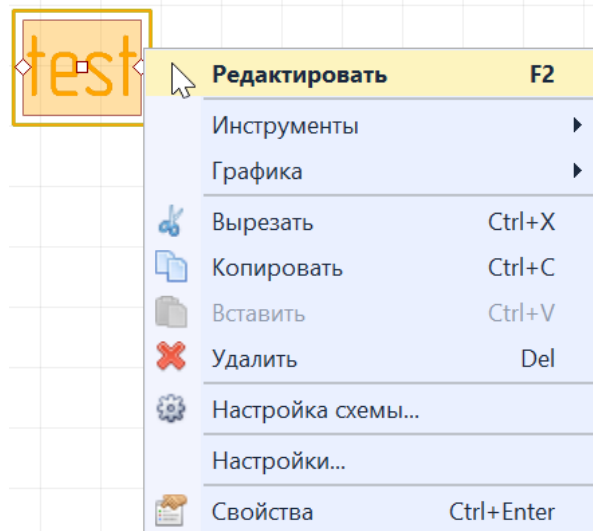 test
Редактировать F2
Инструменты
Графика
Вырезать Ctrl+X
Копировать Ctrl+C
Вставить Ctrl+V
Удалить Del
Настройка схемы...
Настройки...
Свойства Ctrl+Enter